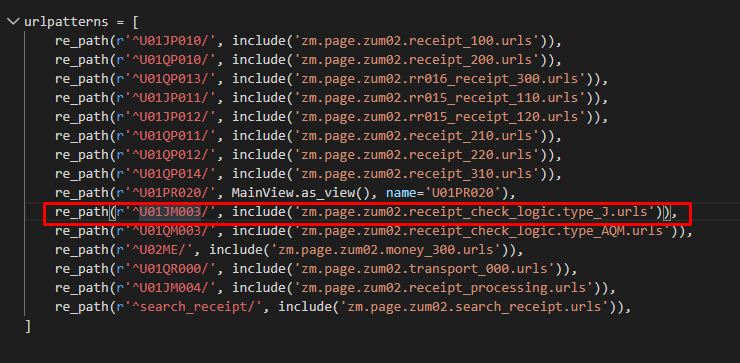 urlpatterns = [
re_path(r'^U01JP010/', include('zm.page.zum02.receipt_100.urls')),
re_path(r'^U01QP010/', include('zm.page.zum02.receipt_200.urls')),
re_path(r'^U01QP013/', include('zm.page.zum02.rr016_receipt_300.urls')),
re_path(r'^U01JP011/', include('zm.page.zum02.rr015_receipt_110.urls')),
re_path(r'^U01JP012/', include('zm.page.zum02.rr015_receipt_120.urls')),
re_path(r'^U01QP011/', include('zm.page.zum02.receipt_210.urls')),
re_path(r'^U01QP012/', include('zm.page.zum02.receipt_220.urls')),
re_path(r'^U01QP014/', include('zm.page.zum02.receipt_310.urls')),
re_path(r'^U01PR020/', MainView.as_view(), name='U01PR020'),
re_path(r'^U01JM003/', include('zm.page.zum02.receipt_check_logic.type_J.urls')),
re_path(r'^U01QM003/', include('zm.page.zum02.receipt_check_logic.type_AQM.urls')),
re_path(r'^U02ME/', include('zm.page.zum02.money_300.urls')),
re_path(r'^U01QR000/', include('zm.page.zum02.transport_000.urls')),
re_path(r'^U01JM004/', include('zm.page.zum02.receipt_processing.urls')),
re_path(r'^search_receipt/', include('zm.page.zum02.search_receipt.urls')),
]